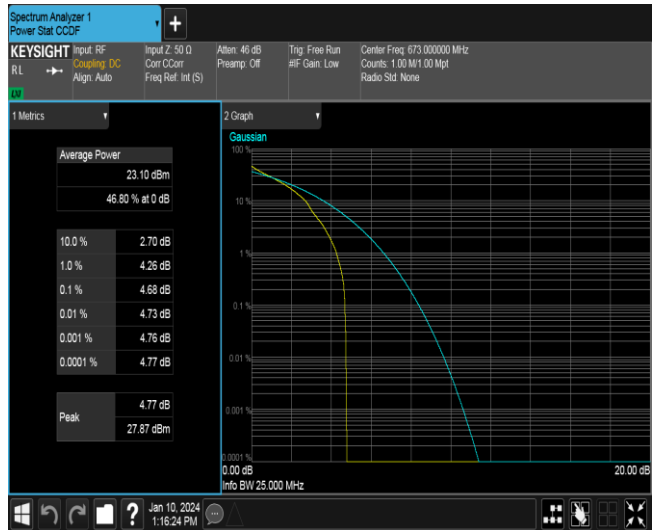 Spectrum Analyzer 1
Power Stat CCDF
+
KEYSIGHT
RL
LXI
Input: RF
Coupling: DC
Align: Auto
Input Z: 50 Ω
Corr CCorr
Freq Ref: Int (S)
Atten: 46 dB
Preamp: Off
Trig: Free Run
#IF Gain: Low
Center Freq: 673.000000 MHz
Counts: 1.00 M/1.00 Mpt
Radio Std: None
1 Metrics
Average Power
23.10 dBm
46.80 % at 0 dB
10.0 % 2.70 dB
1.0 % 4.26 dB
0.1 % 4.68 dB
0.01 % 4.73 dB
0.001 % 4.76 dB
0.0001 % 4.77 dB
Peak
4.77 dB
27.87 dBm
2 Graph
Gaussian
100 %
10 %
1 %
0.1 %
0.01 %
0.001 %
0.0001 %
0.00 dB 20.00 dB
Info BW 25.000 MHz
?
Jan 10, 2024
1:16:24 PM